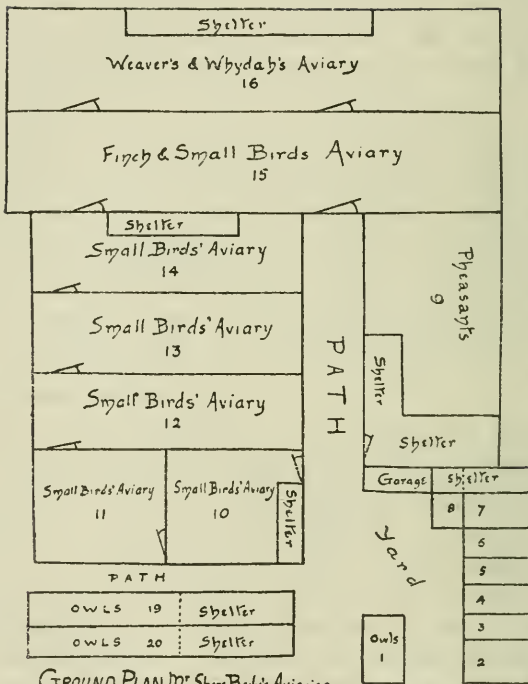 Shelter
Weaver's & Whydah's Aviary
16
Finch & Small Birds Aviary
15
Shelter
Small Birds' Aviary
14
Small Birds' Aviary
13
Small Birds' Aviary
12
Small Birds' Aviary
11
Small Birds' Aviary
10
Shelter
PATH
Pheasants
9
Shelter
Shelter
Garage
Shelter
8
7
6
5
4
3
2
Yard
Owls
1
PATH
OWLS 19 Shelter
OWLS 20 Shelter
GROUND PLAN Mr
Aviaries